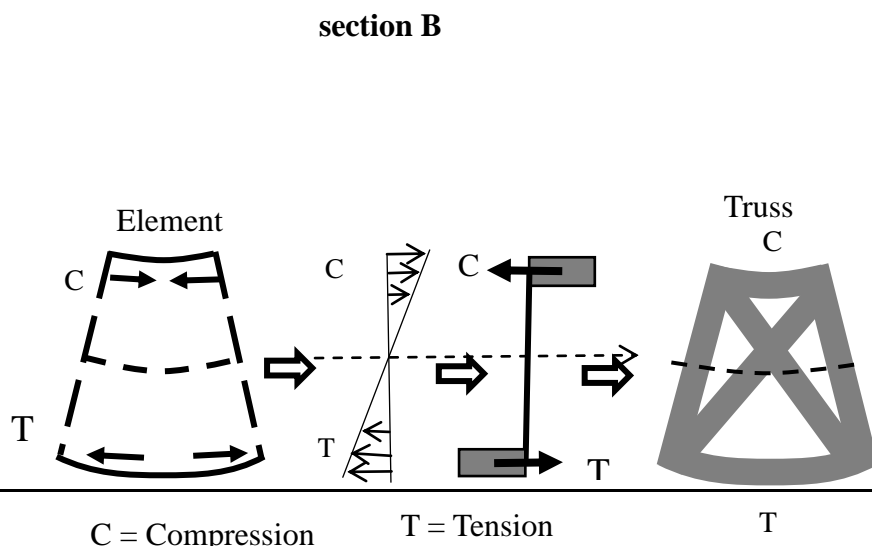 section B
Element
Truss
C
C
C
C
T
T
T
C = Compression
T = Tension
T